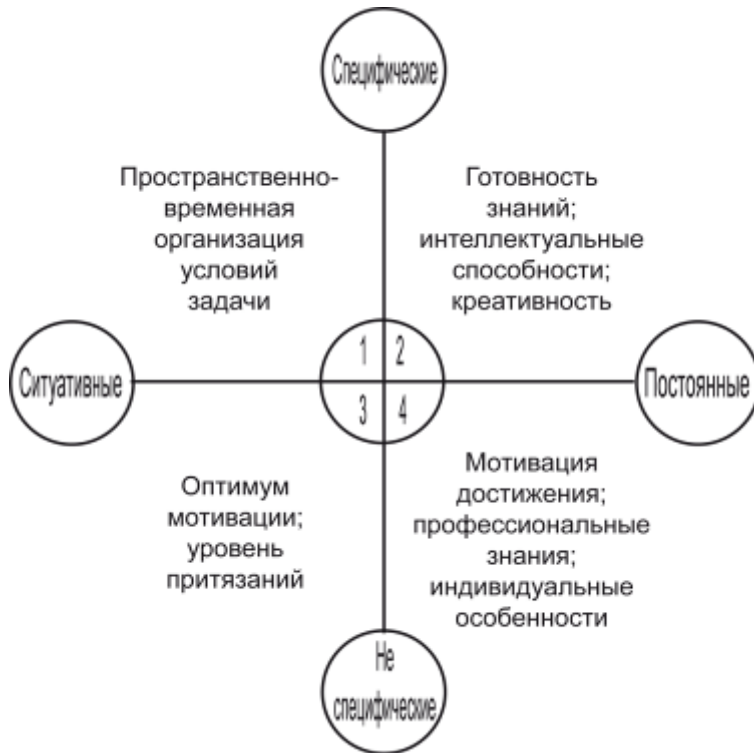 Специфические
Пространственно-
временная
организация
условий
задачи
Готовность
знаний;
интеллектуальные
способности;
креативность
Ситуативные
1
2
3
4
Постоянные
Оптимум
мотивации;
уровень
притязаний
Мотивация
достижения;
профессиональные
знания;
индивидуальные
особенности
Не
специфические